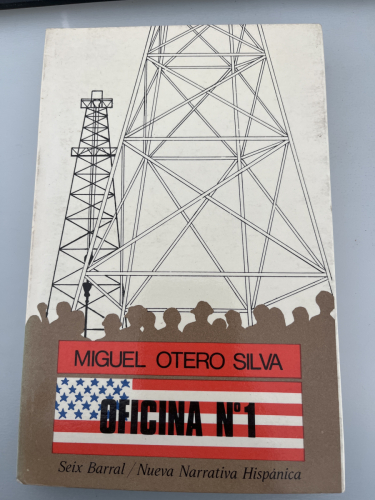 MIGUEL OTERO SILVA
OFICINA Nº1
Seix Barral / Nueva Narrativa Hispánica